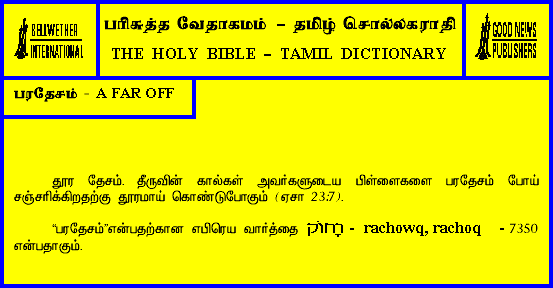 BELLWETHER
INTERNATIONAL
பரிசுத்த வேதாகமம் – தமிழ் சொல்லகராதி
THE HOLY BIBLE – TAMIL DICTIONARY
GOOD NEWS
PUBLISHERS
பரதேசம் - A FAR OFF
தூர தேசம். தீருவின் கால்கள் அவர்களுடைய பிள்ளைகளை பரதேசம் போய்
சஞ்சரிக்கிறதற்கு தூரமாய் கொண்டுபோகும் (ஏசா 23:7).
“பரதேசம்”என்பதற்கான எபிரெய வார்த்தை רָחוֹק - rachowq, rachoq - 7350
என்பதாகும்.